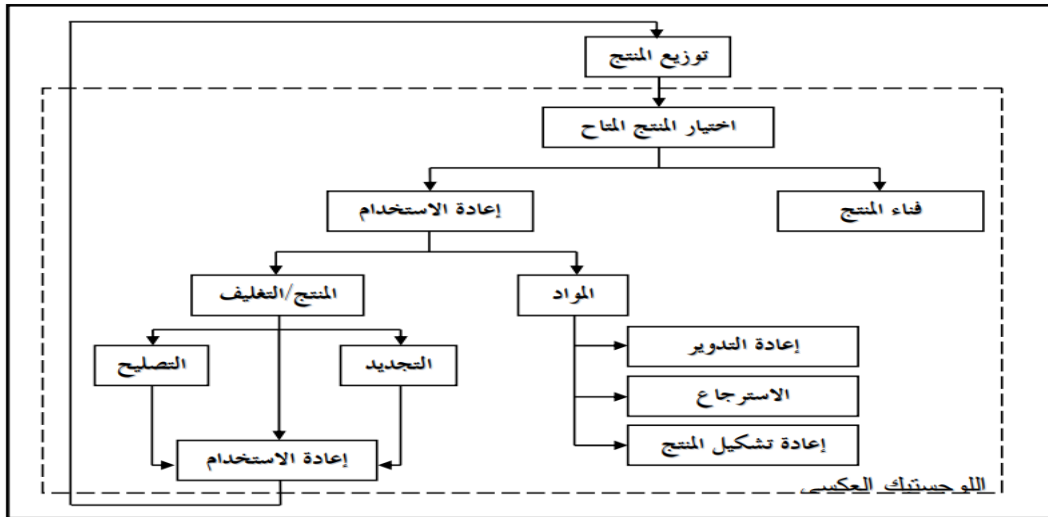 توزيع المنتج
اختيار المنتج المتاح
إعادة الاستخدام
فناء المنتج
المنتج/التغليف
المواد
التصليح
التجديد
إعادة التدوير
الاسترجاع
إعادة تشكيل المنتج
إعادة الاستخدام
اللوجستيك العكسي